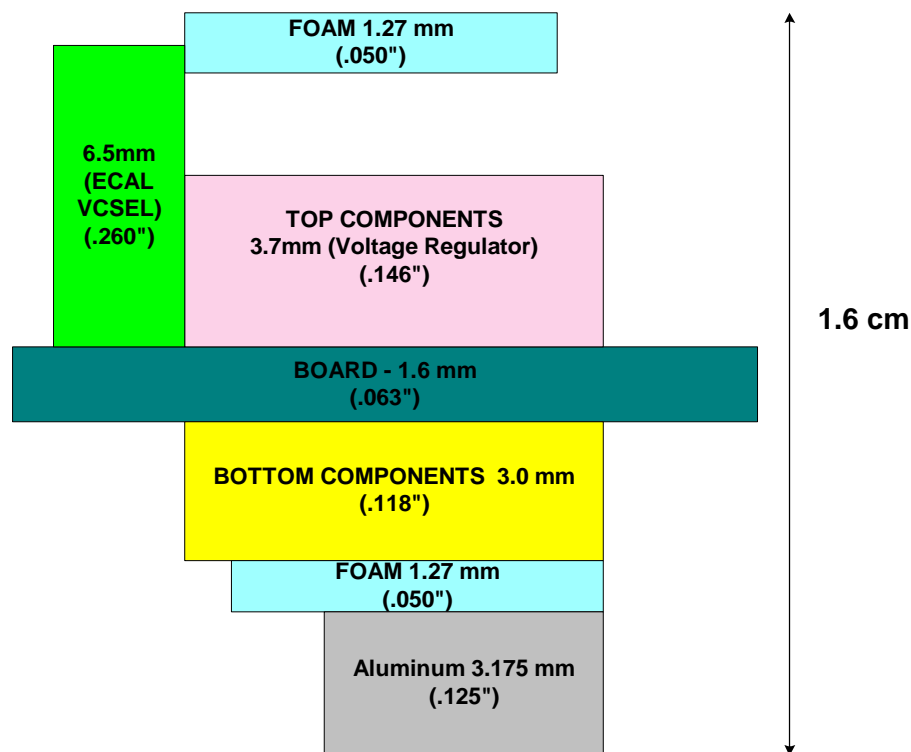 FOAM 1.27 mm
(.050")
6.5mm
(ECAL
VCSEL)
(.260")
TOP COMPONENTS
3.7mm (Voltage Regulator)
(.146")
1.6 cm
BOARD - 1.6 mm
(.063")
BOTTOM COMPONENTS  3.0 mm
(.118")
FOAM 1.27 mm
(.050")
Aluminum 3.175 mm
(.125")